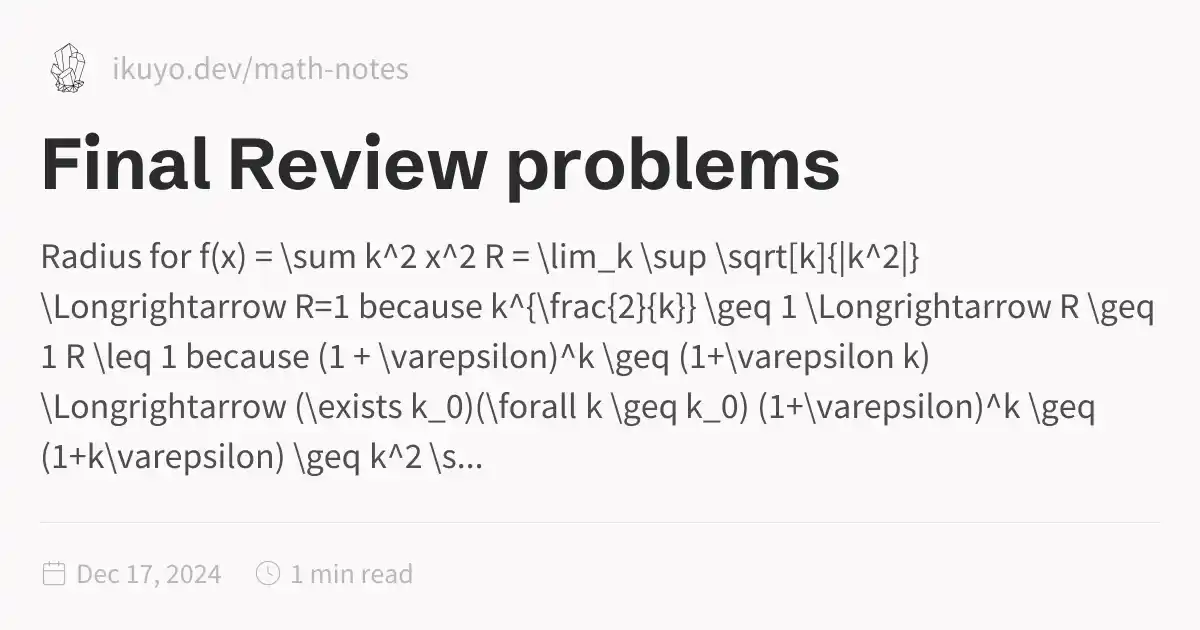 ikuyo.dev/math-notes
Final Review problems
Radius for f(x) = \sum k^2 x^2 R = \lim_k \sup \sqrt[k]{|k^2|}
\Longrightarrow R=1 because k^{\frac{2}{k}} \geq 1 \Longrightarrow R \geq
1 R \leq 1 because (1 + \varepsilon)^k \geq (1+\varepsilon k)
\Longrightarrow (\exists k_0)(\forall k \geq k_0) (1+\varepsilon)^k \geq
(1+k\varepsilon) \geq k^2 \s...
Dec 17, 2024 1 min read